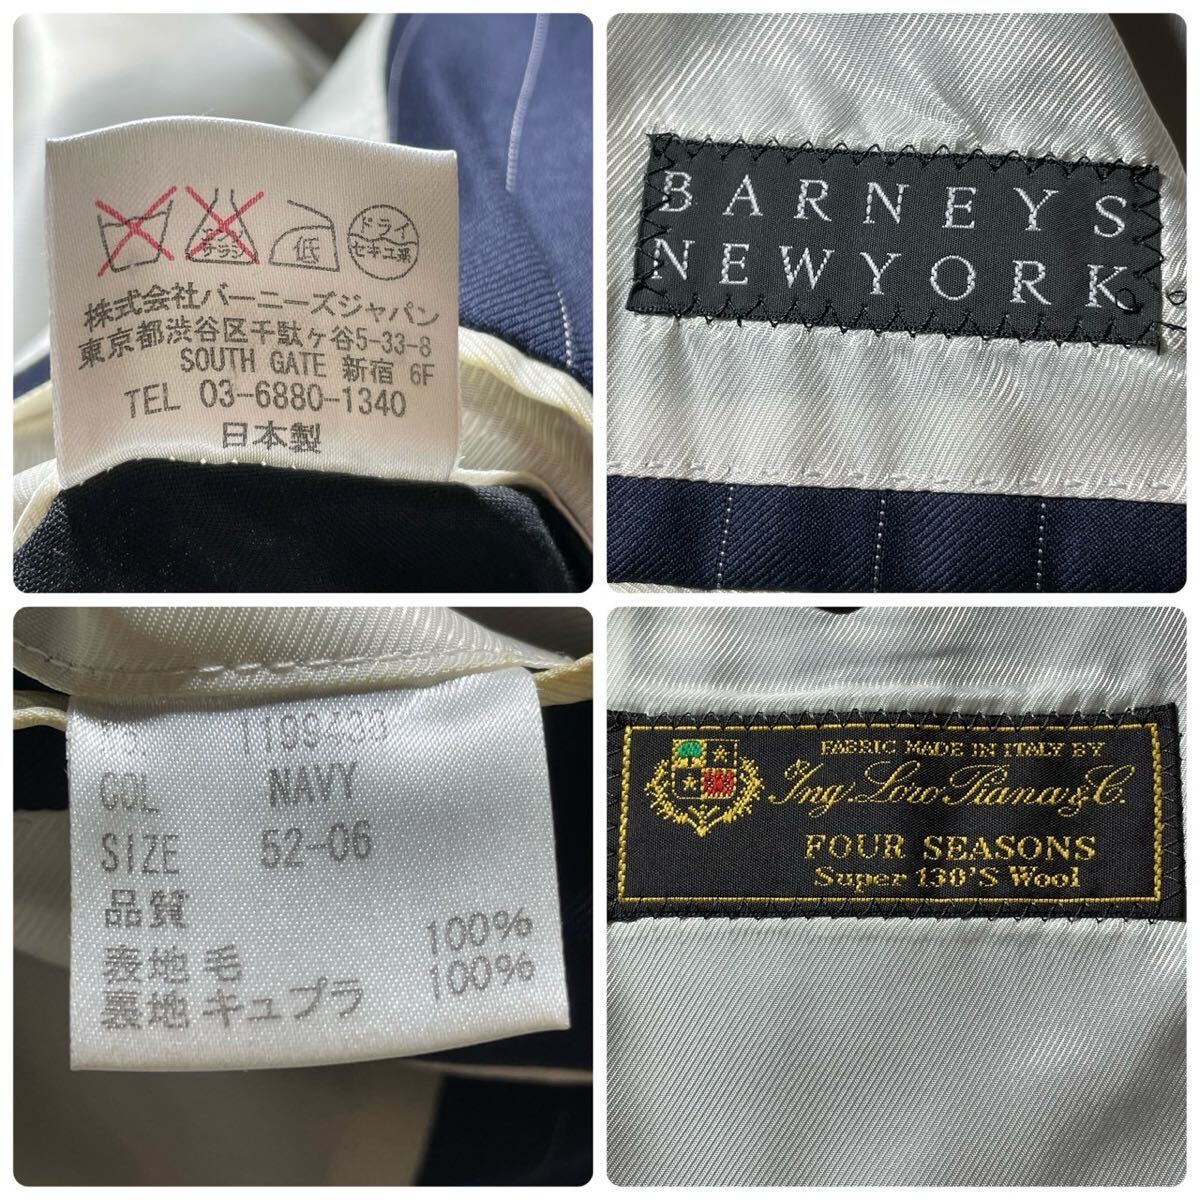 チラシ
低
ドライ
セキユ系
株式会社バーニーズジャパン
東京都渋谷区千駄ヶ谷5-33-8
SOUTH GATE 新宿 6F
TEL 03-6880-1340
日本製
BARNEYS
NEWYORK
COL NAVY
SIZE 52-06
品質
表地 毛 100%
裏地 キュプラ 100%
FABRIC MADE IN ITALY BY
Ing. Loro Piana & C.
FOUR SEASONS
Super 130'S Wool